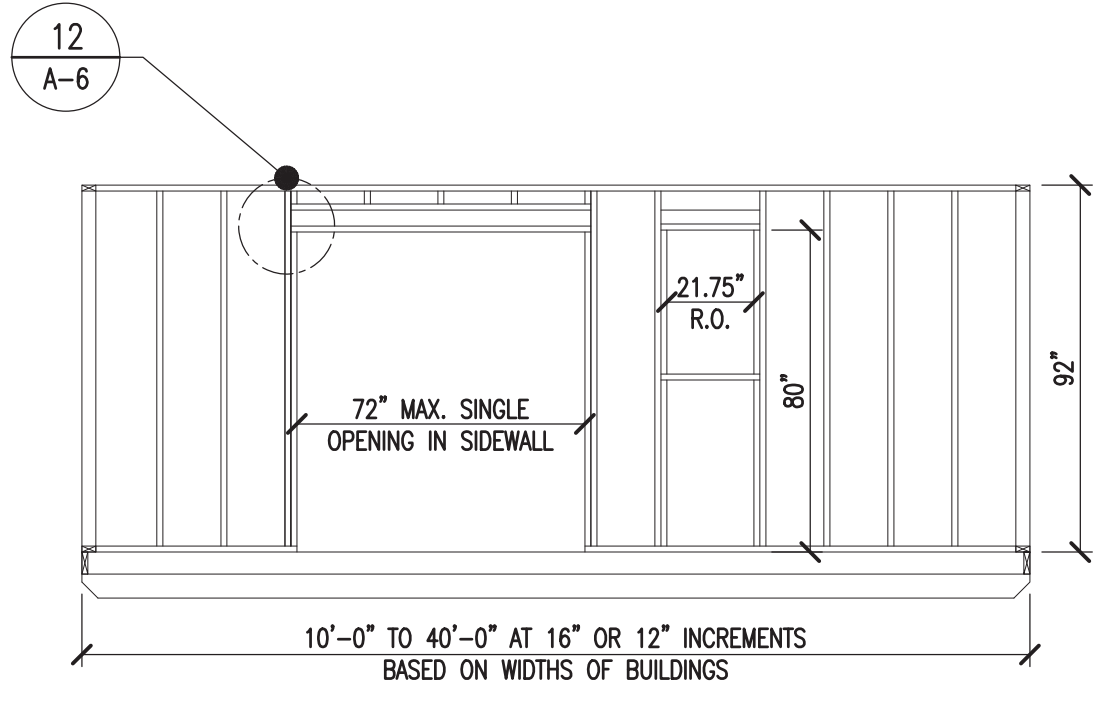 12
A-6
21.75”
R.O.
80”
92”
72” MAX. SINGLE
OPENING IN SIDEWALL
10’-0” TO 40’-0” AT 16” OR 12” INCREMENTS
BASED ON WIDTHS OF BUILDINGS